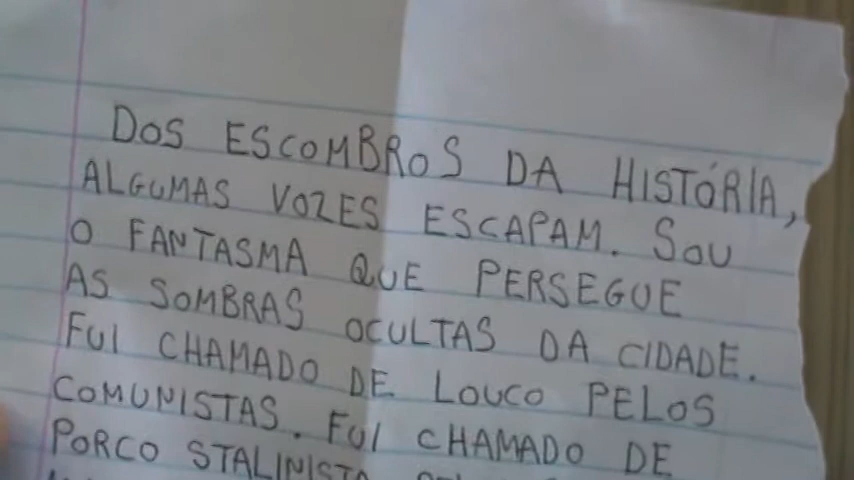 DOS ESCOMBROS DA HISTÓRIA,
ALGUMAS VOZES ESCAPAM. SOU
O FANTASMA QUE PERSEGUE
AS SOMBRAS OCULTAS DA CIDADE.
FUI CHAMADO DE LOUCO PELOS
COMUNISTAS. FUI CHAMADO DE
PORCO STALINISTA